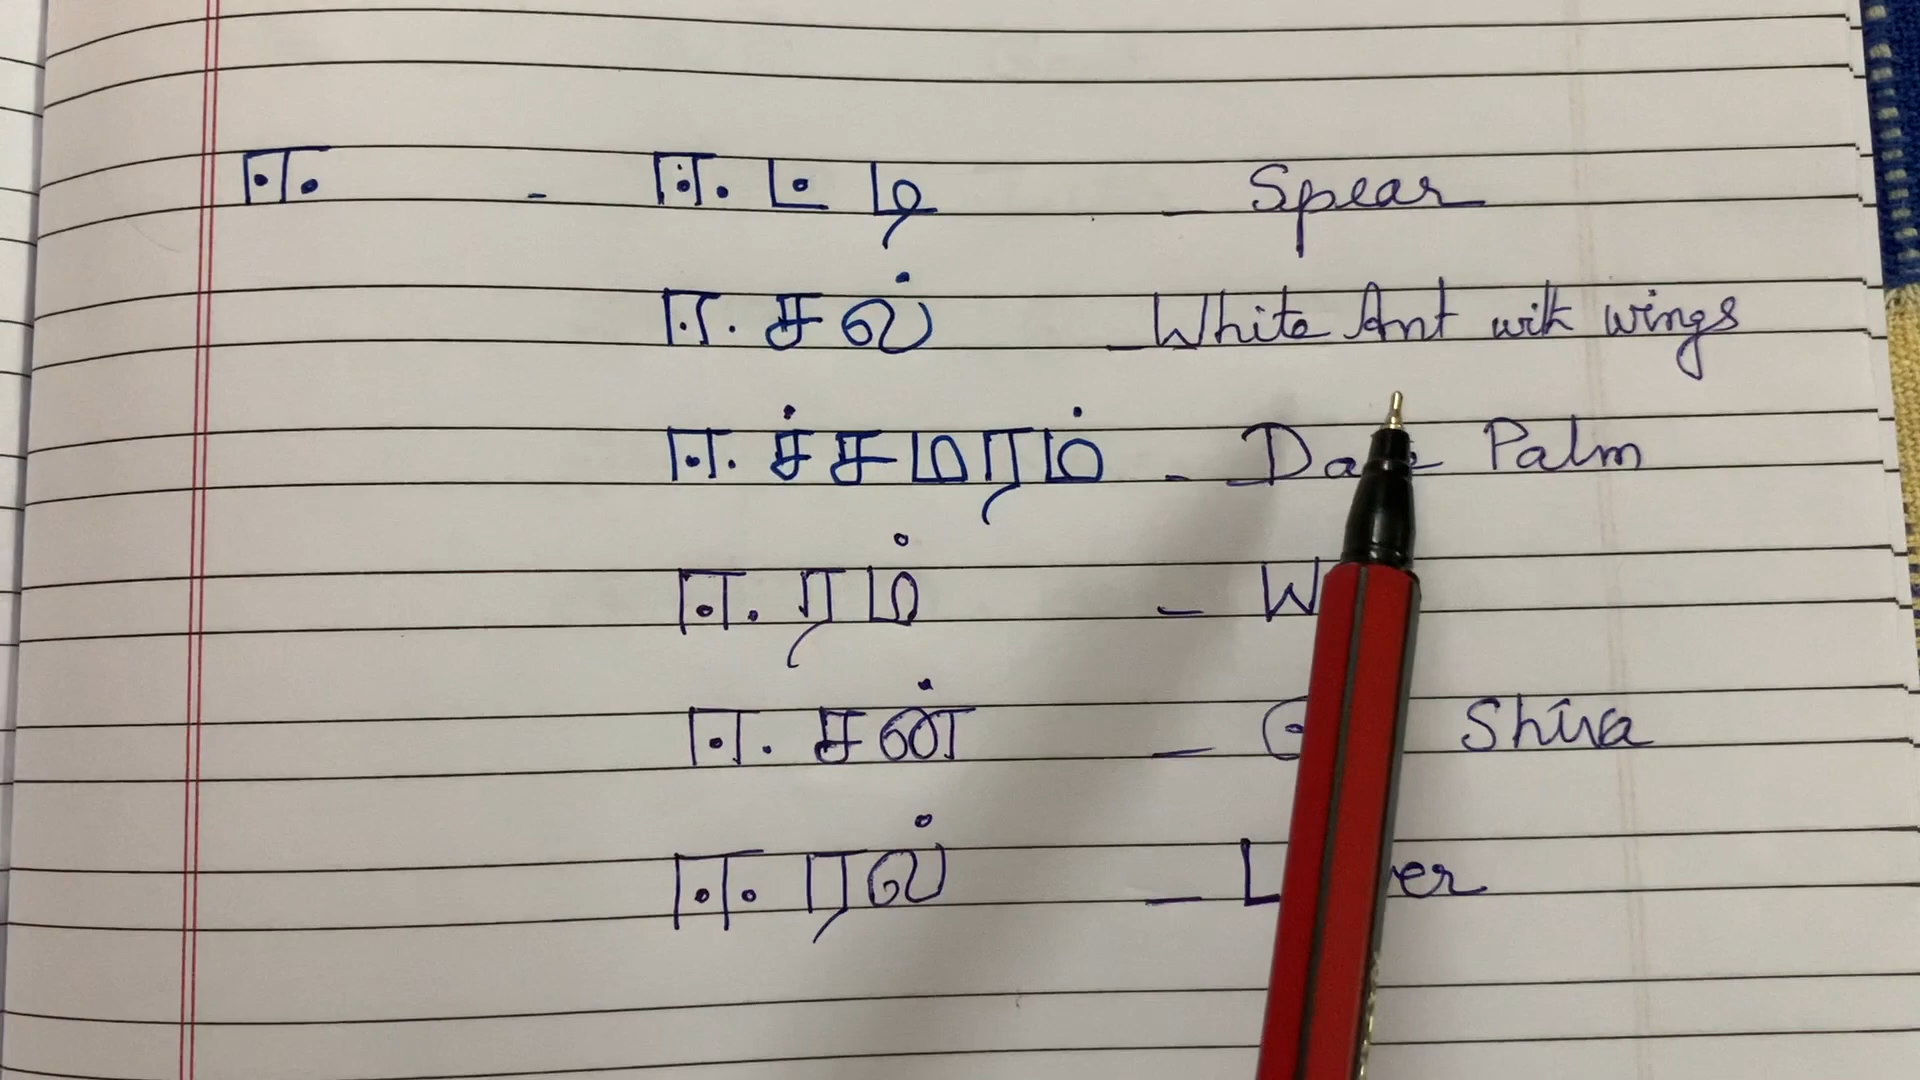 ஈ - ஈட்டி - Spear
ஈசல் - White Ant with wings
ஈச்சமரம் - Palm
ஈரம் -
ஈசன் - Shiva
ஈரல் -